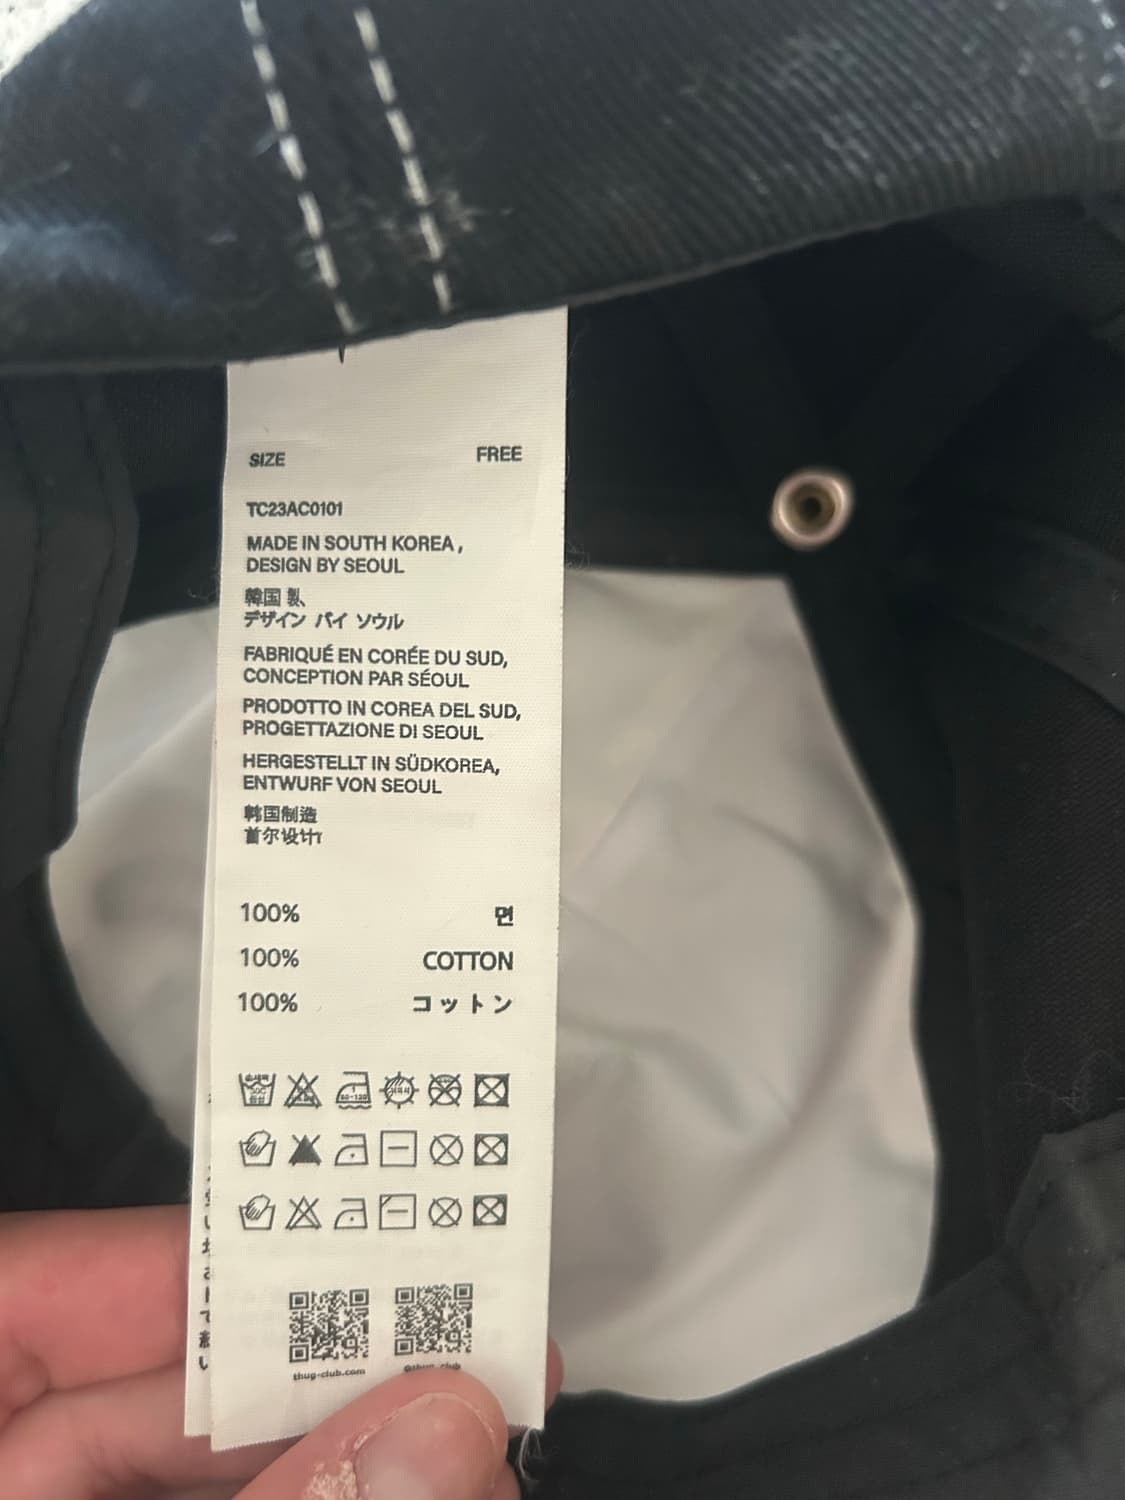 SIZE FREE
TC23AC0101
MADE IN SOUTH KOREA,
DESIGN BY SEOUL
韓国 製、
デザイン バイ ソウル
FABRIQUÉ EN CORÉE DU SUD,
CONCEPTION PAR SÉOUL
PRODOTTO IN COREA DEL SUD,
PROGETTAZIONE DI SEOUL
HERGESTELLT IN SÜDKOREA,
ENTWURF VON SEOUL
韩国制造
首尔设计
100% 면
100% COTTON
100% コットン
thug-club.com
@thug_club